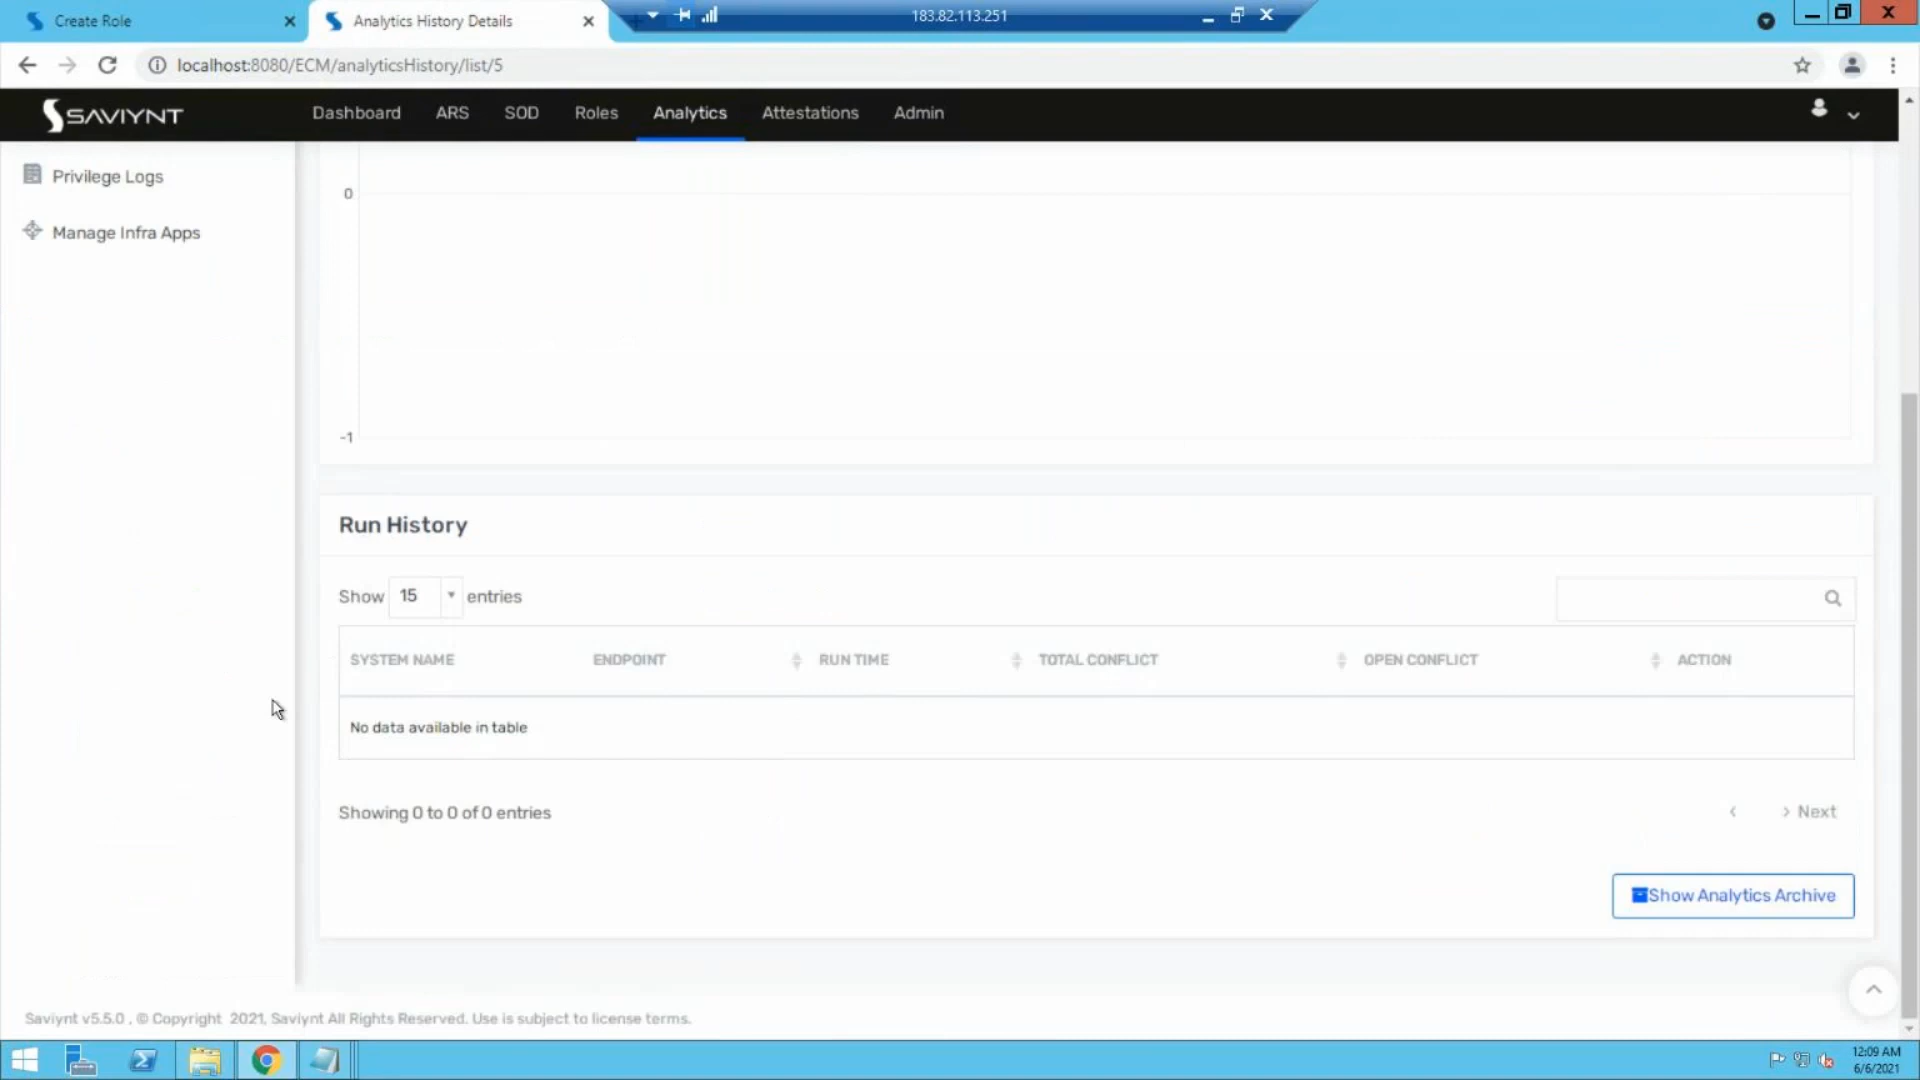 Create Role
Analytics History Details
183.82.113.251
localhost:8080/ECM/analyticsHistory/list/5
SAVIYNT
Dashboard ARS SOD Roles Analytics Attestations Admin
Privilege Logs
Manage Infra Apps
0
-1
Run History
Show 15 entries
SYSTEM NAME ENDPOINT RUN TIME TOTAL CONFLICT OPEN CONFLICT ACTION
No data available in table
Showing 0 to 0 of 0 entries
Next
Show Analytics Archive
Saviynt v5.5.0 , © Copyright 2021, Saviynt All Rights Reserved. Use is subject to license terms.
12:09 AM
6/6/2021